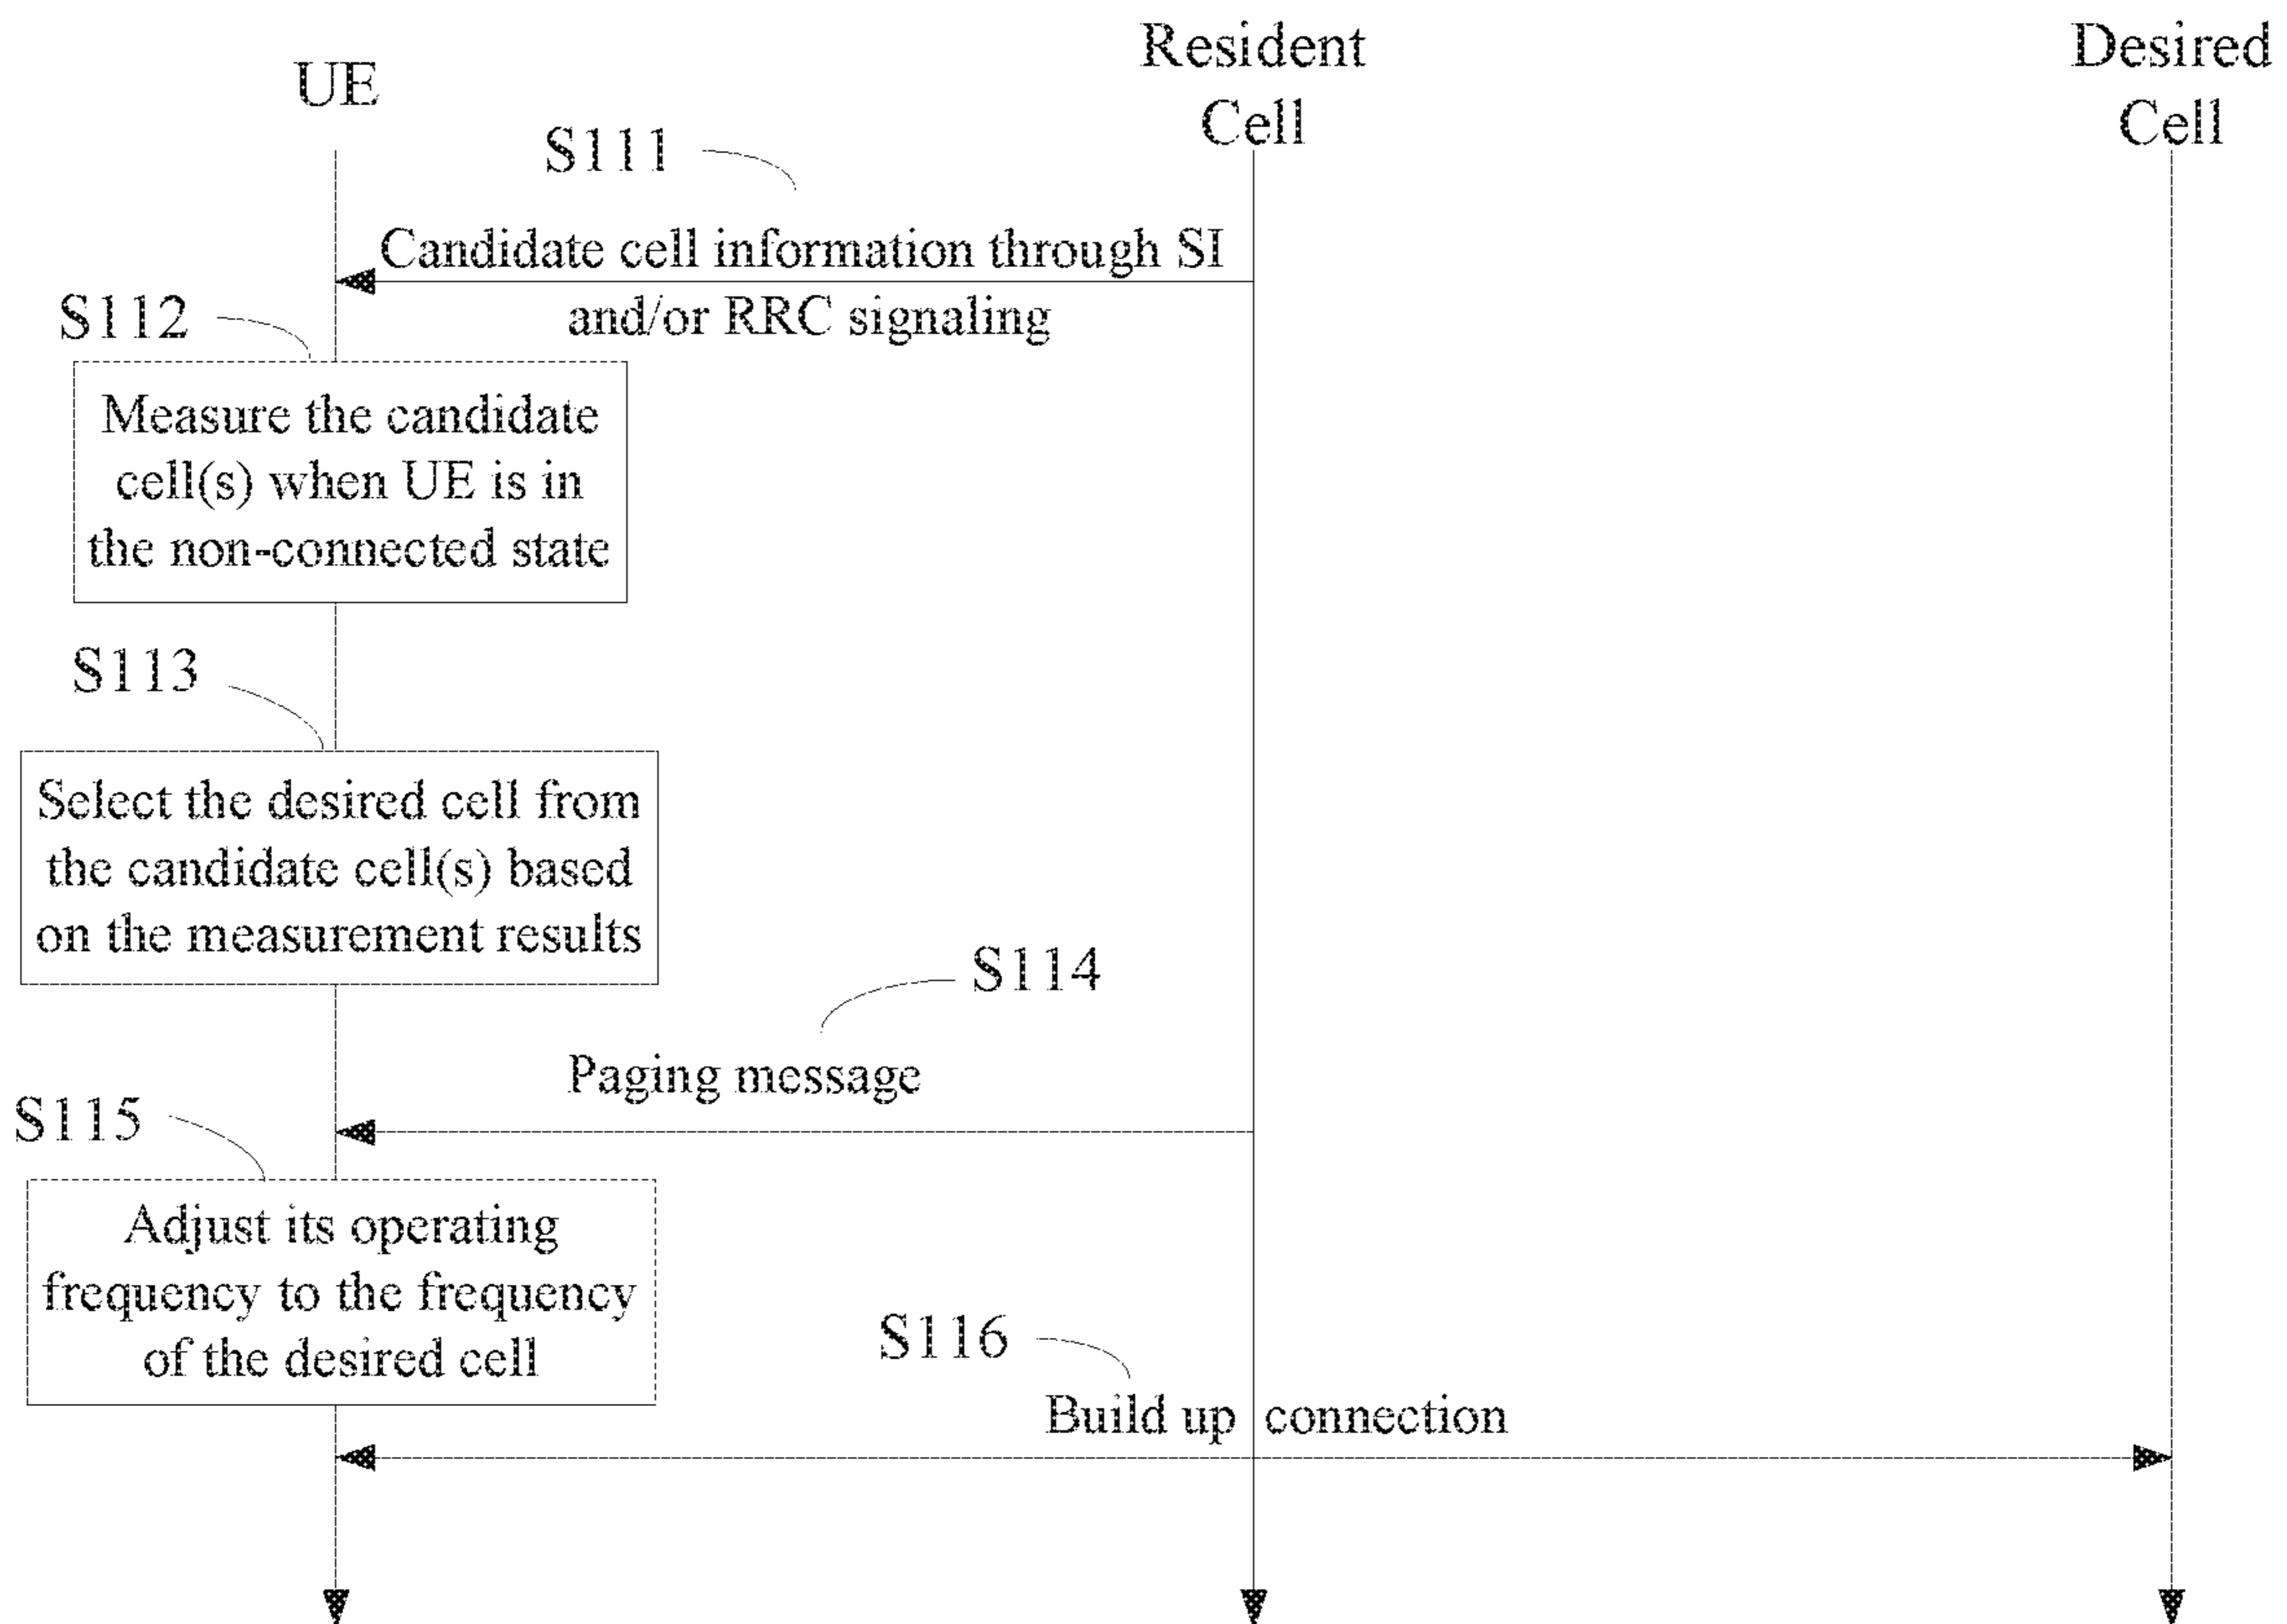 UE
Resident
Cell
Desired
Cell
S111
Candidate cell information through SI
and/or RRC signaling
S112
Measure the candidate
cell(s) when UE is in
the non-connected state
S113
Select the desired cell from
the candidate cell(s) based
on the measurement results
S114
Paging message
S115
Adjust its operating
frequency to the frequency
of the desired cell
S116
Build up connection